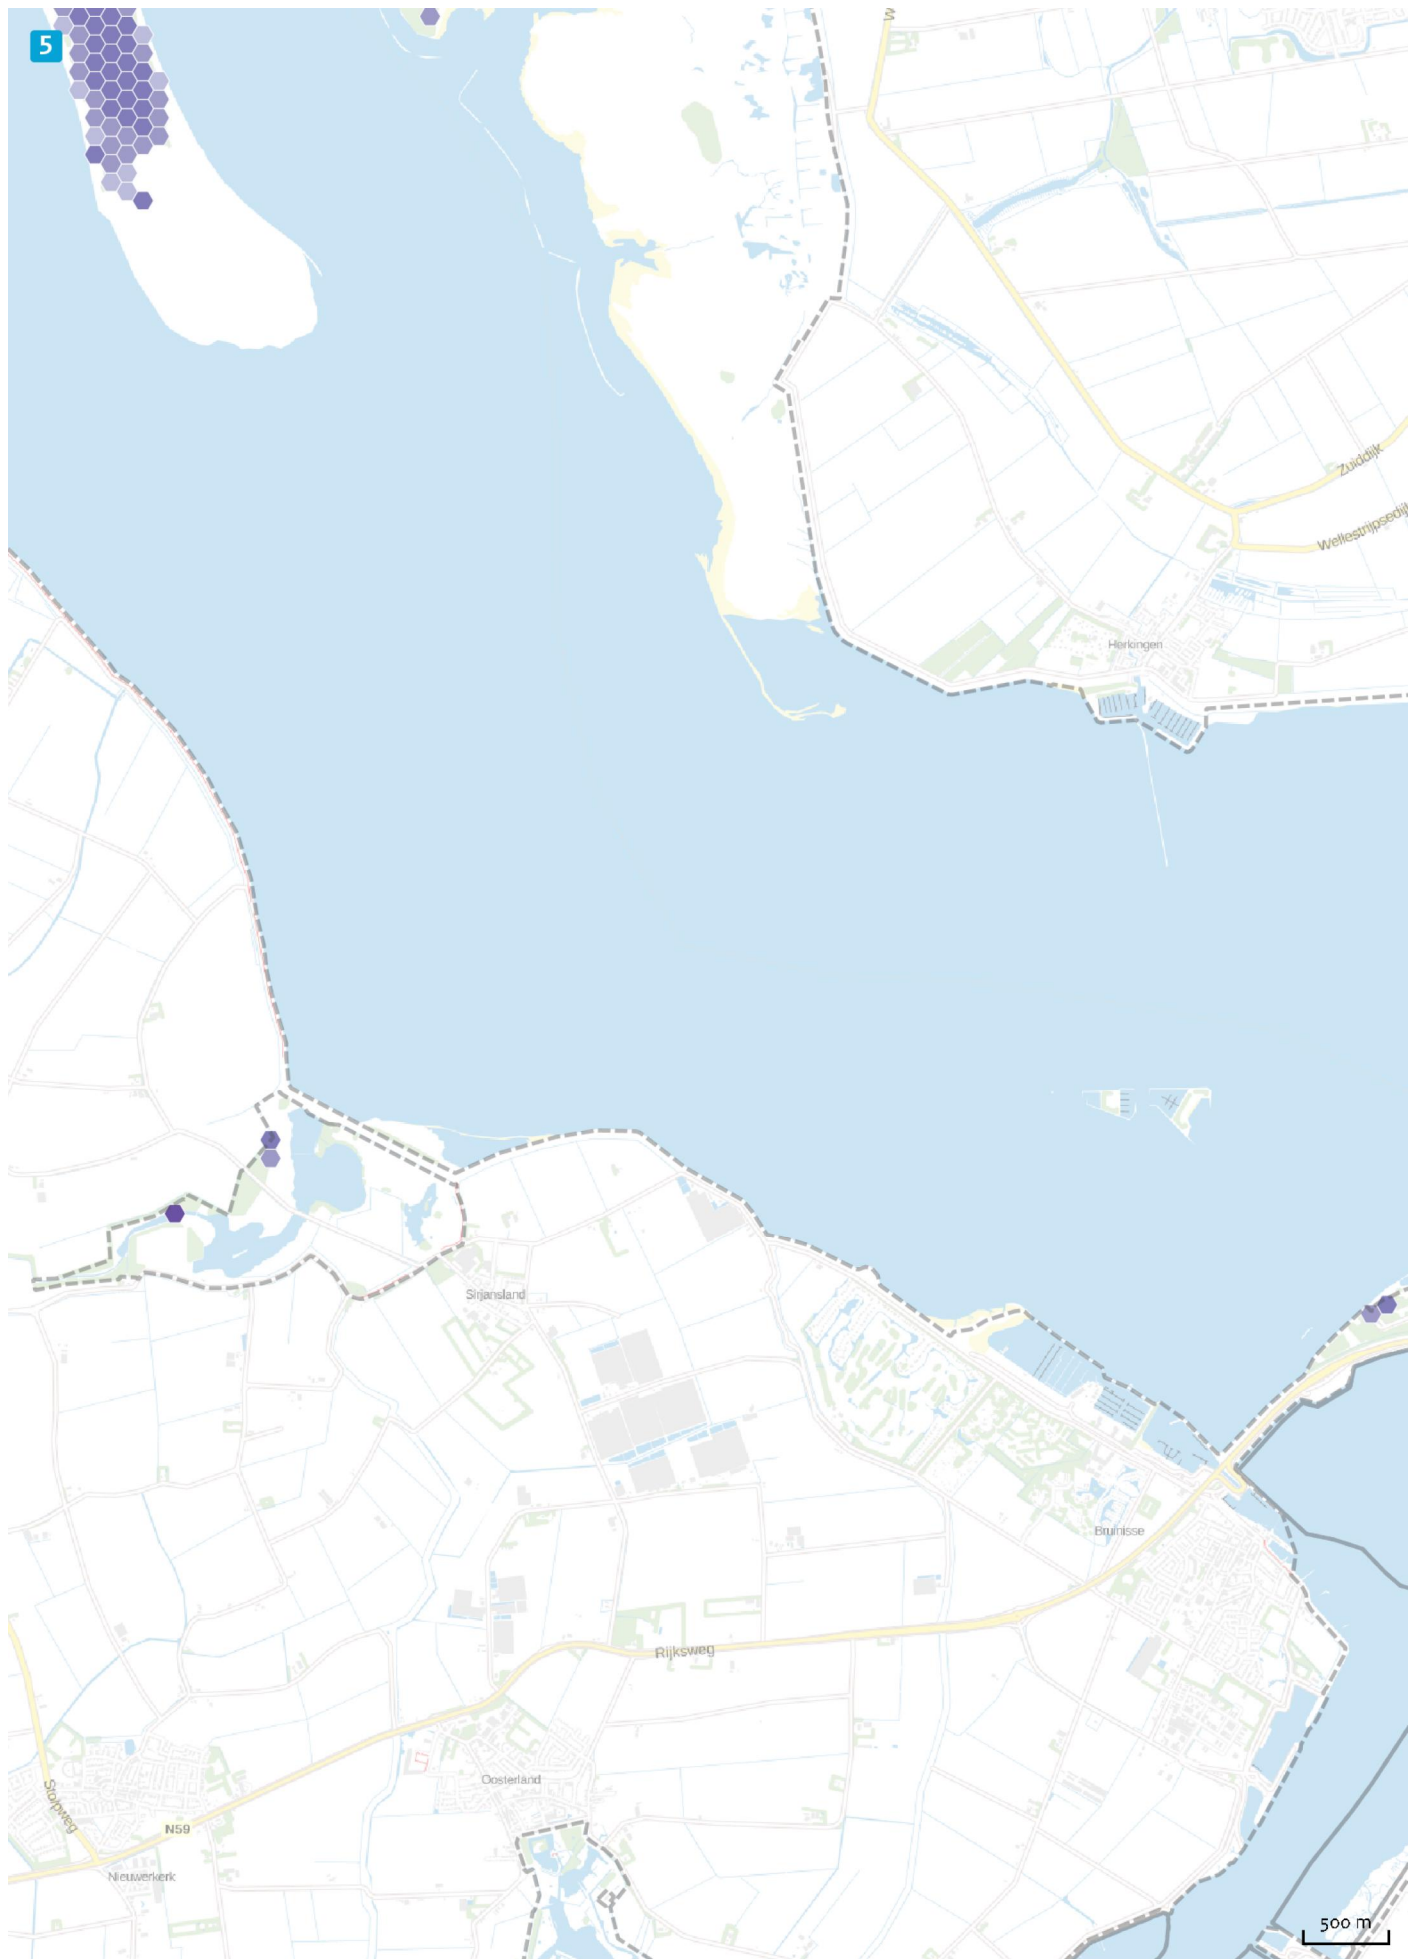 5
W
Zuiddijk
Wellestrijpsedijk
Herkingen
Sirjansland
Bruinisse
Rijksweg
Oosterland
Stolpweg
N59
Nieuwerkerk
500 m